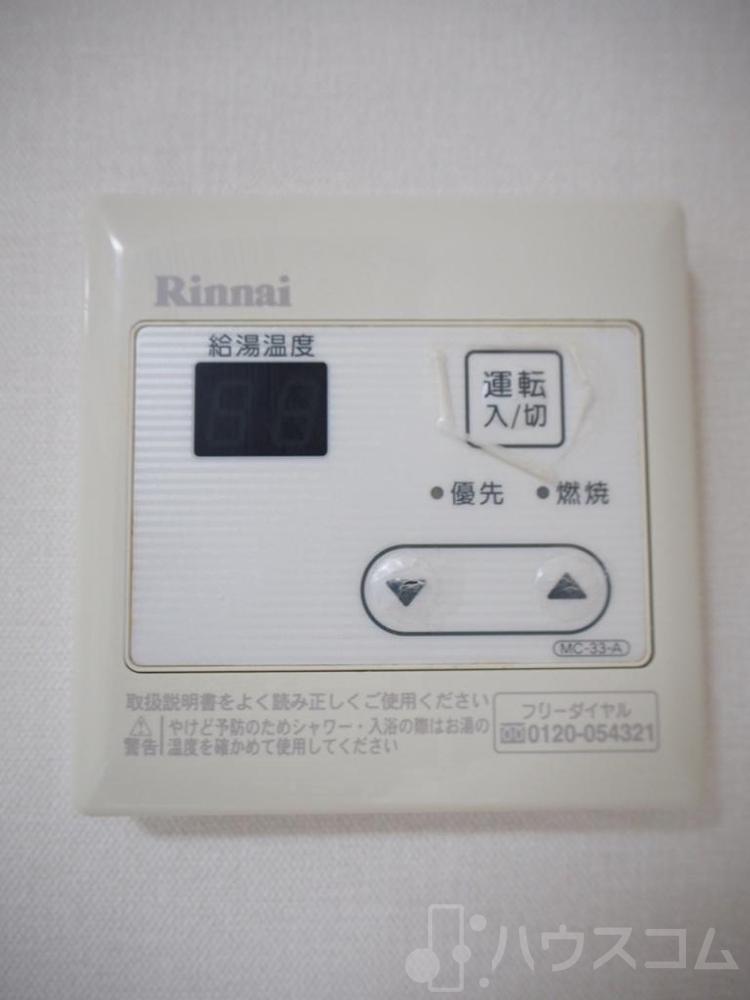 Rinnai
給湯温度
運転
入/切
優先
燃焼
MC-33-A
取扱説明書をよく読み正しくご使用ください
警告
やけど予防のためシャワー・入浴の際はお湯の
温度を確かめて使用してください
フリーダイヤル
0120-054321
ハウスコム